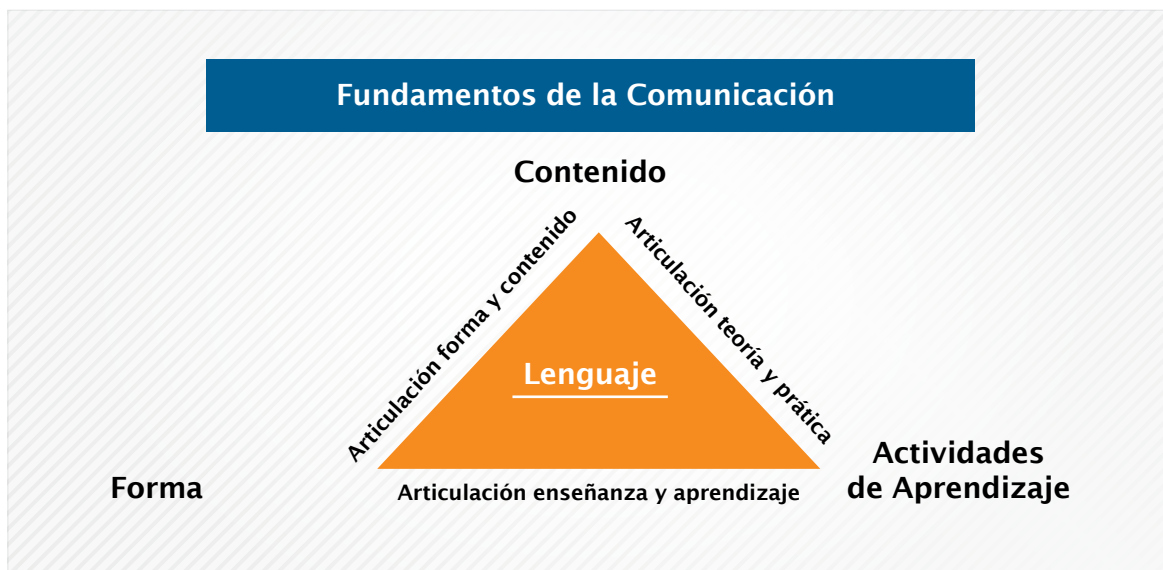 Fundamentos de la Comunicación
Contenido
Articulación forma y contenido
Articulación teoría y prática
Lenguaje
Forma
Articulación enseñanza y aprendizaje
Actividades
de Aprendizaje